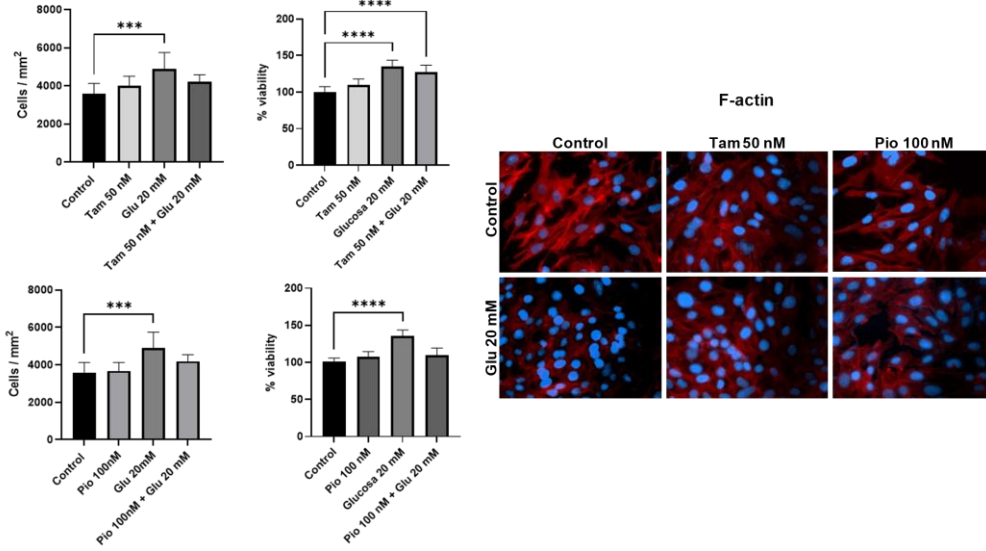 ***
8000
6000
4000
2000
0
Cells / mm²
Control
Tam 50 nM
Glu 20 mM
Tam 50 nM + Glu 20 mM
****
****
200
150
100
50
0
% viability
Control
Tam 50 nM
Glucosa 20 mM
Tam 50 nM + Glu 20 mM
***
8000
6000
4000
2000
0
Cells / mm²
Control
Pio 100nM
Glu 20mM
Pio 100nM + Glu 20 mM
****
200
150
100
50
0
% viability
Control
Pio 100 nM
Glucosa 20 mM
Pio 100 nM + Glu 20 mM
F-actin
Control
Tam 50 nM
Pio 100 nM
Control
Glu 20 mM